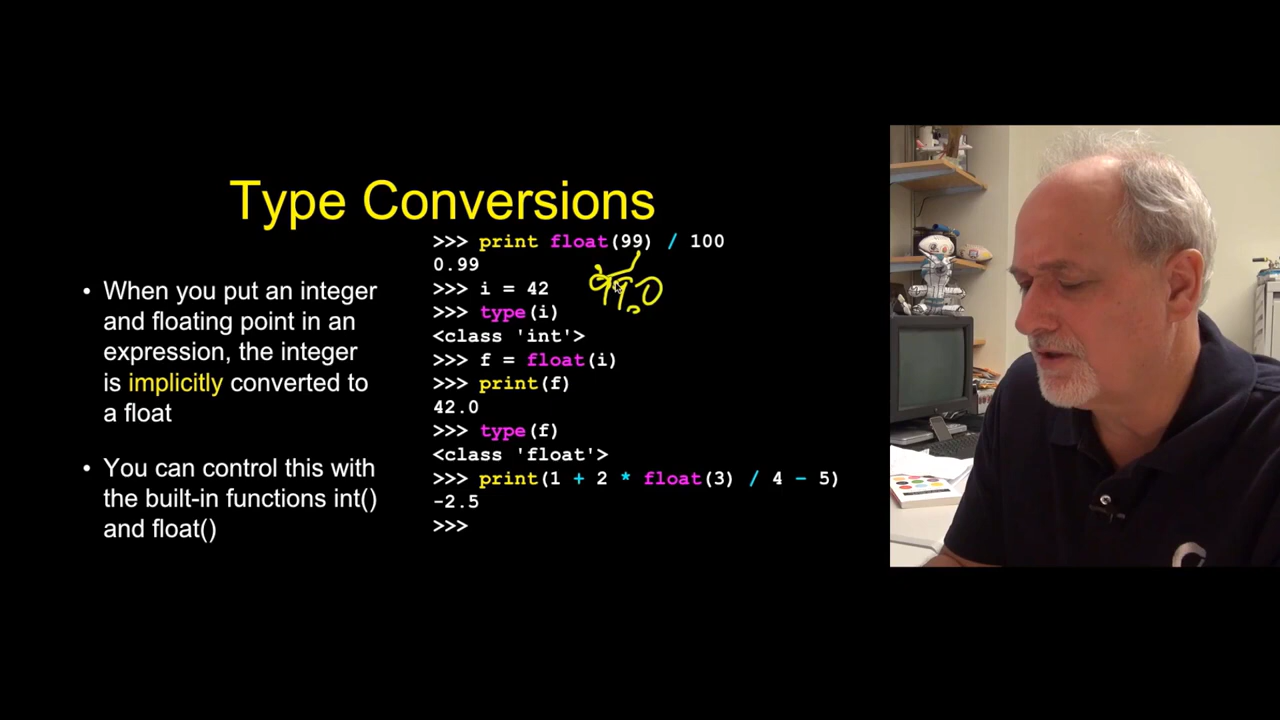 Type Conversions
• When you put an integer
and floating point in an
expression, the integer
is implicitly converted to
a float
• You can control this with
the built-in functions int()
and float()
>>> print float(99) / 100
0.99
99.0
>>> i = 42
>>> type(i)
<class 'int'>
>>> f = float(i)
>>> print(f)
42.0
>>> type(f)
<class 'float'>
>>> print(1 + 2 * float(3) / 4 - 5)
-2.5
>>>